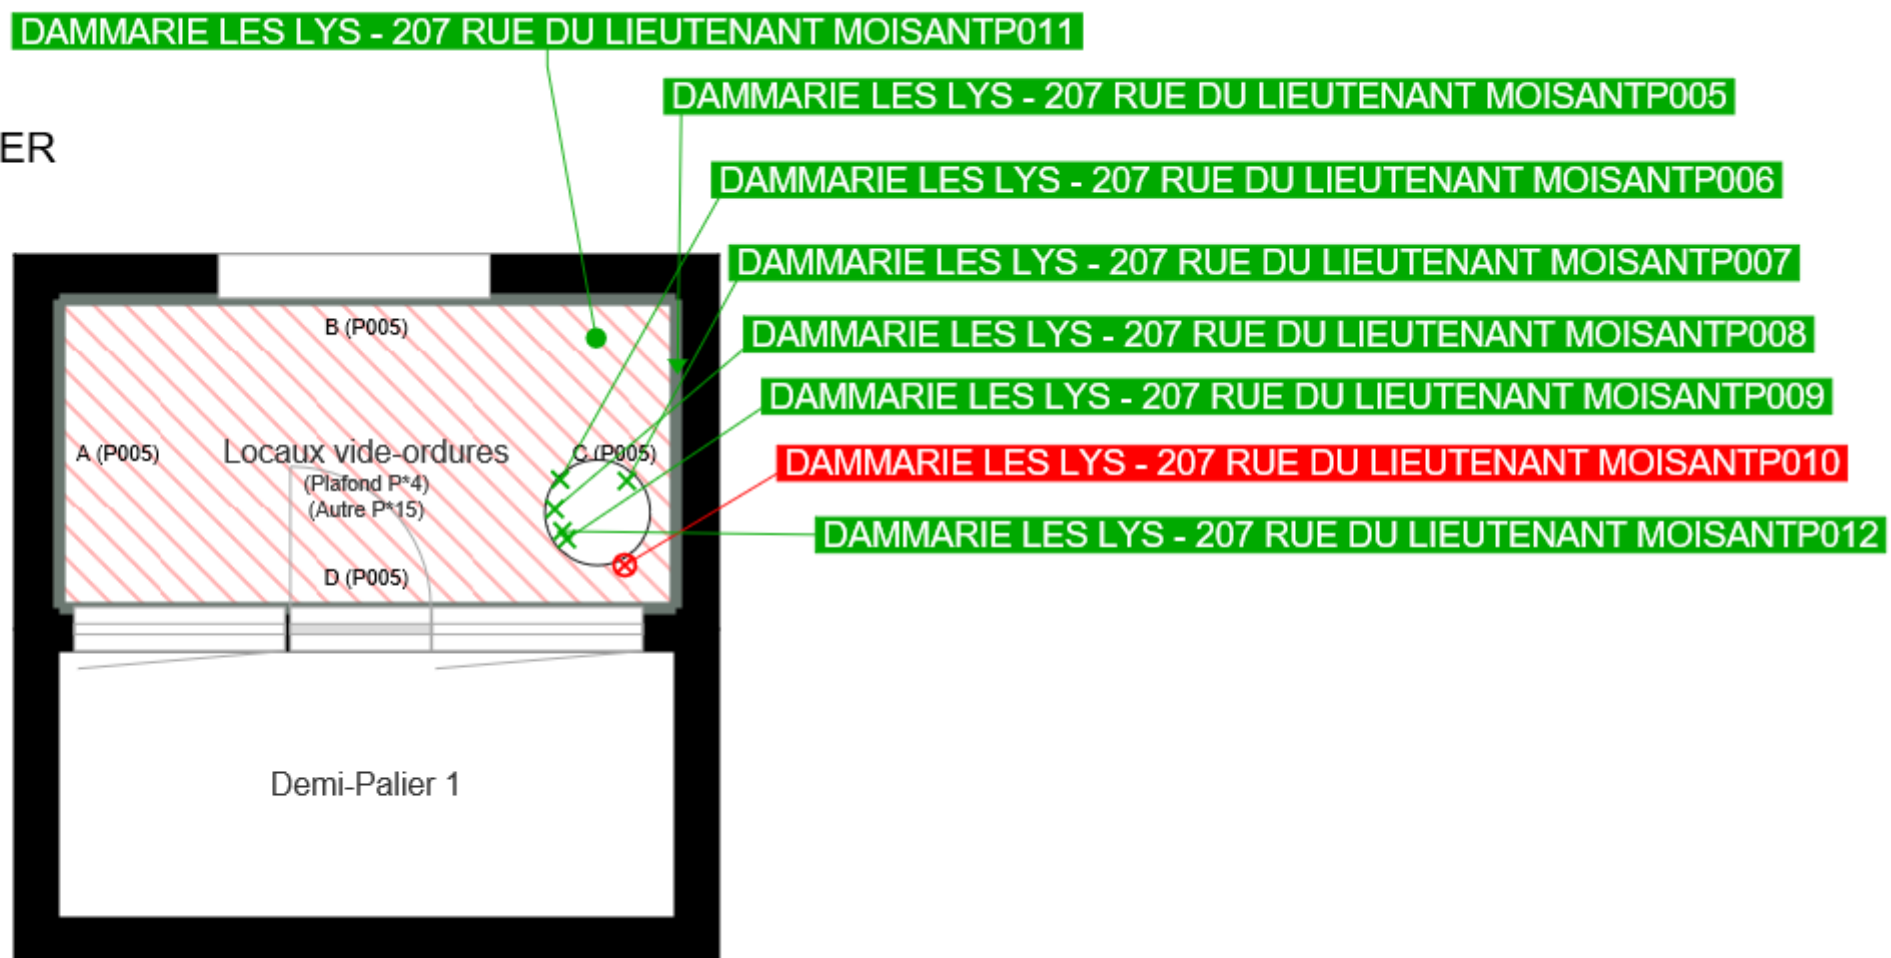 DAMMARIE LES LYS - 207 RUE DU LIEUTENANT MOISANTP011
DAMMARIE LES LYS - 207 RUE DU LIEUTENANT MOISANTP005
ER
DAMMARIE LES LYS - 207 RUE DU LIEUTENANT MOISANTP006
DAMMARIE LES LYS - 207 RUE DU LIEUTENANT MOISANTP007
B (P005)
DAMMARIE LES LYS - 207 RUE DU LIEUTENANT MOISANTP008
DAMMARIE LES LYS - 207 RUE DU LIEUTENANT MOISANTP009
A (P005)
Locaux vide-ordures
(Plafond P*4)
(Autre P*15)
C (P005)
DAMMARIE LES LYS - 207 RUE DU LIEUTENANT MOISANTP010
DAMMARIE LES LYS - 207 RUE DU LIEUTENANT MOISANTP012
D (P005)
Demi-Palier 1